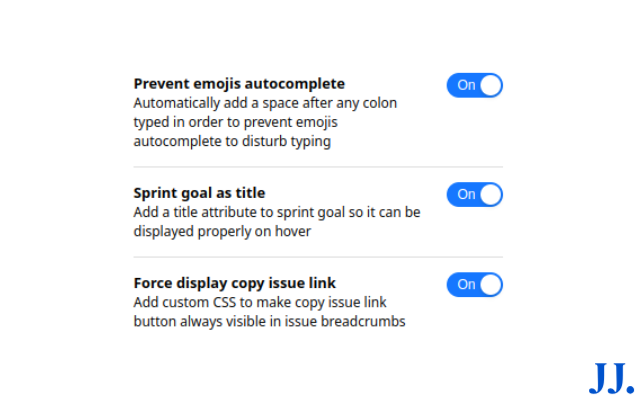 Prevent emojis autocomplete
On
Automatically add a space after any colon
typed in order to prevent emojis
autocomplete to disturb typing
Sprint goal as title
On
Add a title attribute to sprint goal so it can be
displayed properly on hover
Force display copy issue link
On
Add custom CSS to make copy issue link
button always visible in issue breadcrumbs
JJ.